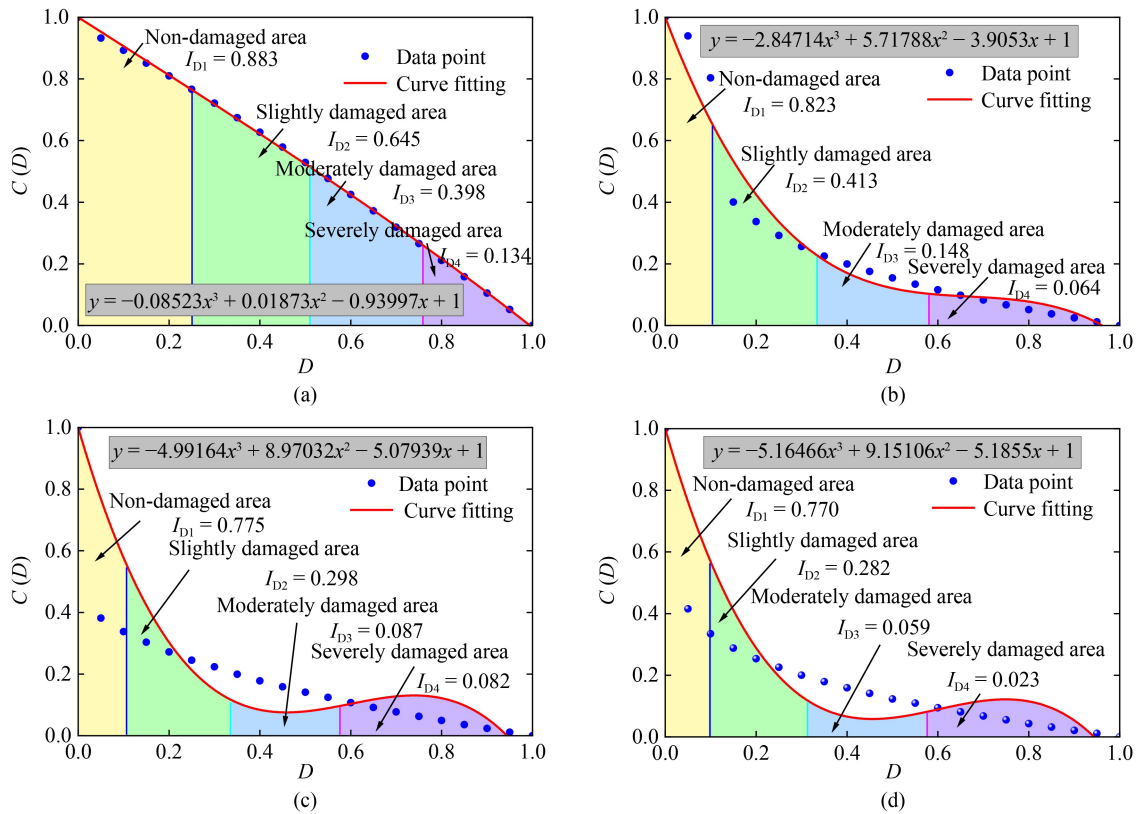 1.0
0.8
0.6
0.4
0.2
0.0
C (D)
Non-damaged area
I_D1 = 0.883
Data point
Curve fitting
Slightly damaged area
I_D2 = 0.645
Moderately damaged area
I_D3 = 0.398
Severely damaged area
I_D4 = 0.134
y = −0.08523x³ + 0.01873x² − 0.93997x + 1
0.0 0.2 0.4 0.6 0.8 1.0
D
(a)
1.0
0.8
0.6
0.4
0.2
0.0
C (D)
y = −2.84714x³ + 5.71788x² − 3.9053x + 1
Non-damaged area
I_D1 = 0.823
Data point
Curve fitting
Slightly damaged area
I_D2 = 0.413
Moderately damaged area
I_D3 = 0.148
Severely damaged area
I_D4 = 0.064
0.0 0.2 0.4 0.6 0.8 1.0
D
(b)
1.0
0.8
0.6
0.4
0.2
0.0
C (D)
y = −4.99164x³ + 8.97032x² − 5.07939x + 1
Data point
Curve fitting
Non-damaged area
I_D1 = 0.775
Slightly damaged area
I_D2 = 0.298
Moderately damaged area
I_D3 = 0.087
Severely damaged area
I_D4 = 0.082
0.0 0.2 0.4 0.6 0.8 1.0
D
(c)
1.0
0.8
0.6
0.4
0.2
0.0
C (D)
y = −5.16466x³ + 9.15106x² − 5.1855x + 1
Non-damaged area
I_D1 = 0.770
Data point
Curve fitting
Slightly damaged area
I_D2 = 0.282
Moderately damaged area
I_D3 = 0.059
Severely damaged area
I_D4 = 0.023
0.0 0.2 0.4 0.6 0.8 1.0
D
(d)